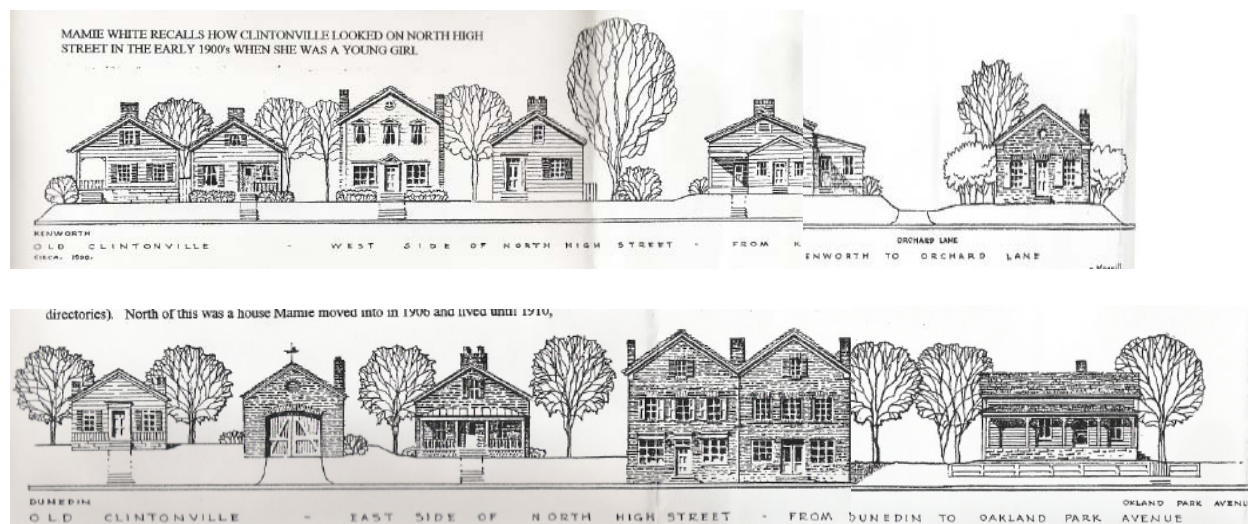 MAMIE WHITE RECALLS HOW CLINTONVILLE LOOKED ON NORTH HIGH
STREET IN THE EARLY 1900's WHEN SHE WAS A YOUNG GIRL
KENWORTH
ORCHARD LANE
OLD CLINTONVILLE - WEST SIDE OF NORTH HIGH STREET - FROM K
ENWORTH TO ORCHARD LANE
CIRCA. 1900.
directories). North of this was a house Mamie moved into in 1906 and lived until 1910,
DUNEDIN
OKLAND PARK AVENU
OLD CLINTONVILLE - EAST SIDE OF NORTH HIGH STREET - FROM DUNEDIN TO OAKLAND PARK AVENUE